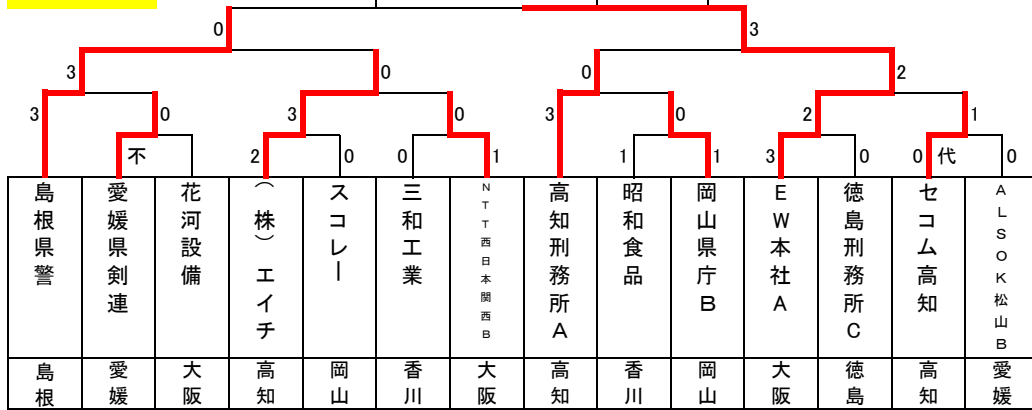 0 3
3 0 0 2
3 0 3 0 3 0 2 1
不 2 0 0 1 1 1 3 0 0 代 0
島根県警
愛媛県剣連
花河設備
（株）エイチ
スコレー
三和工業
NTT西日本関西B
高知刑務所A
昭和食品
岡山県庁B
EW本社A
徳島刑務所C
セコム高知
ALSOK松山B
島根
愛媛
大阪
高知
岡山
香川
大阪
高知
香川
岡山
大阪
徳島
高知
愛媛